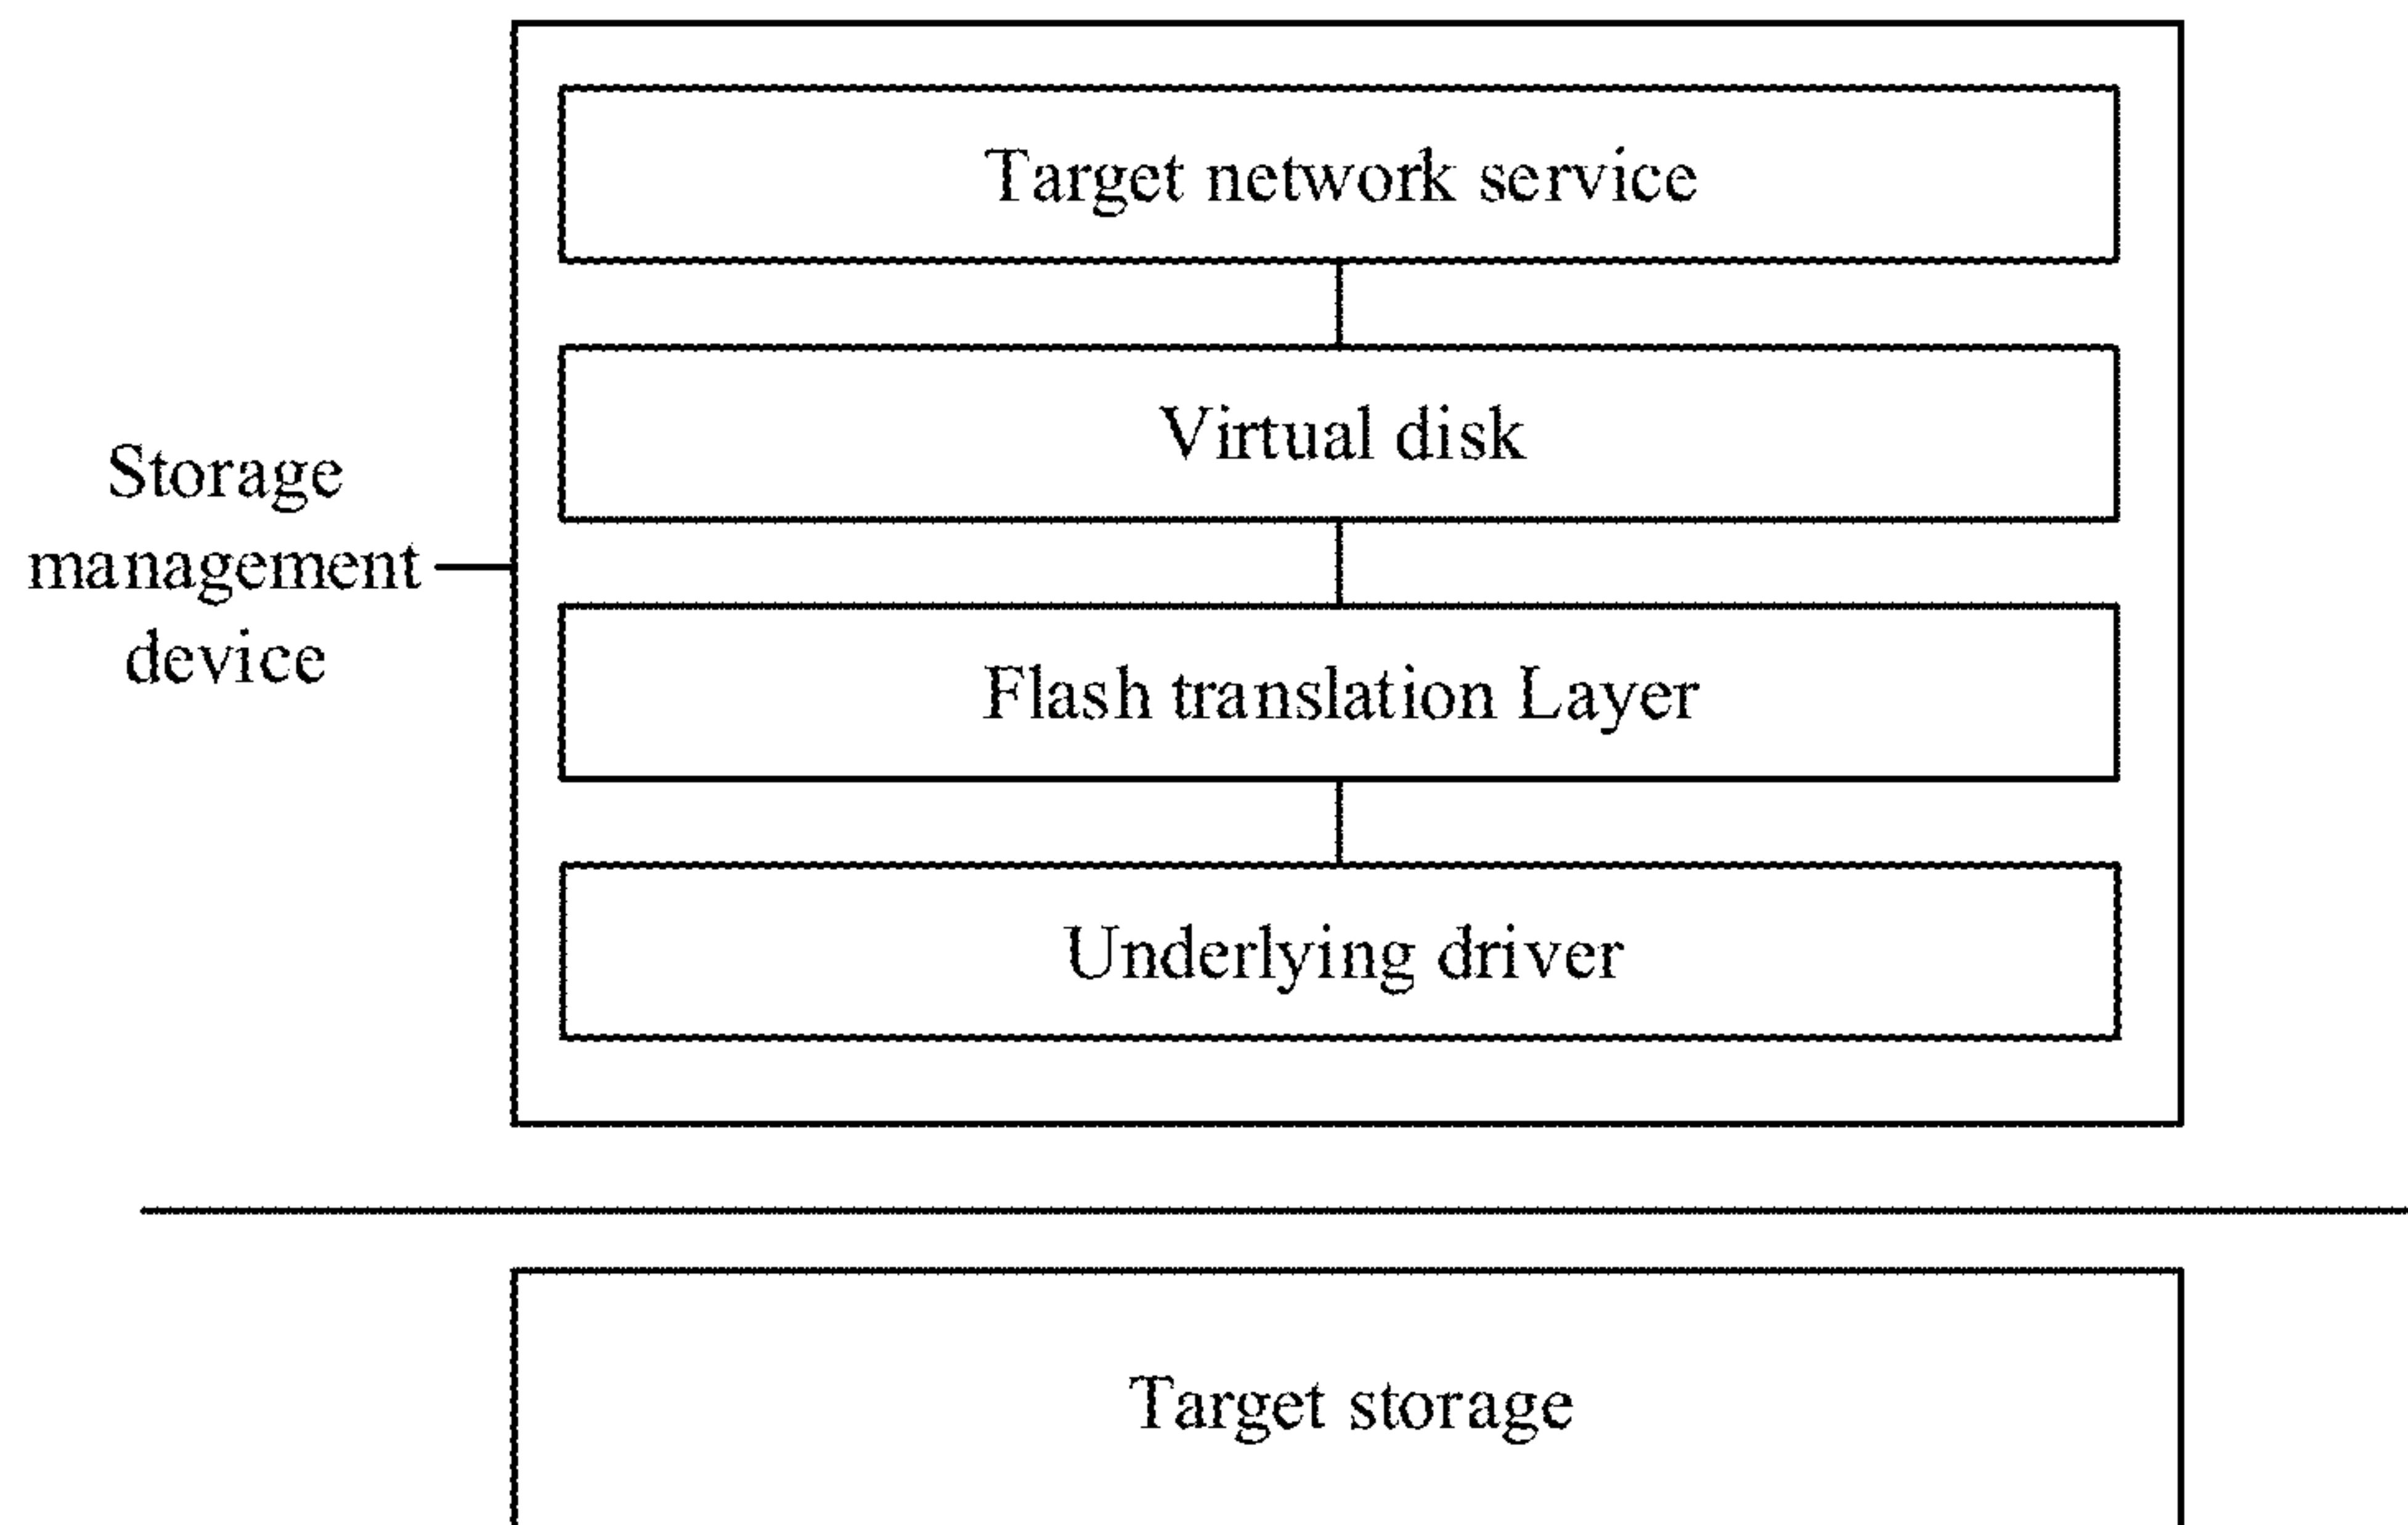 Target network service
Virtual disk
Storage
management
device
Flash translation Layer
Underlying driver
Target storage